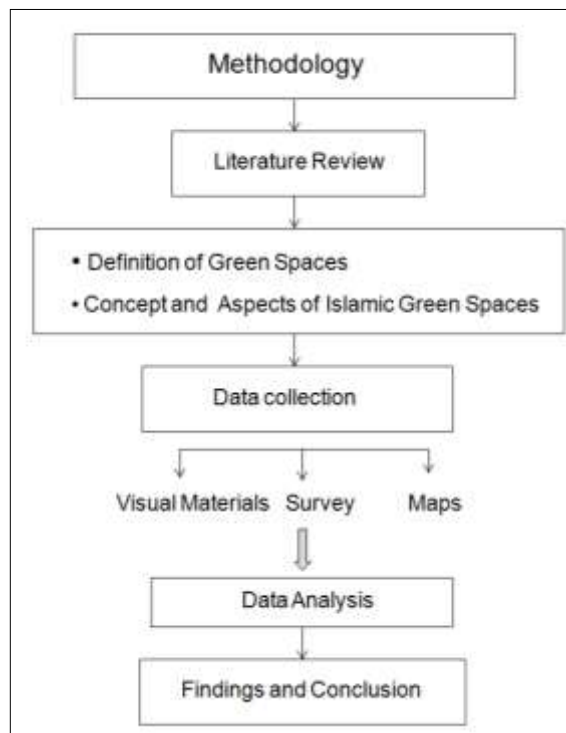 Methodology
Literature Review
• Definition of Green Spaces
• Concept and Aspects of Islamic Green Spaces
Data collection
Visual Materials Survey Maps
Data Analysis
Findings and Conclusion